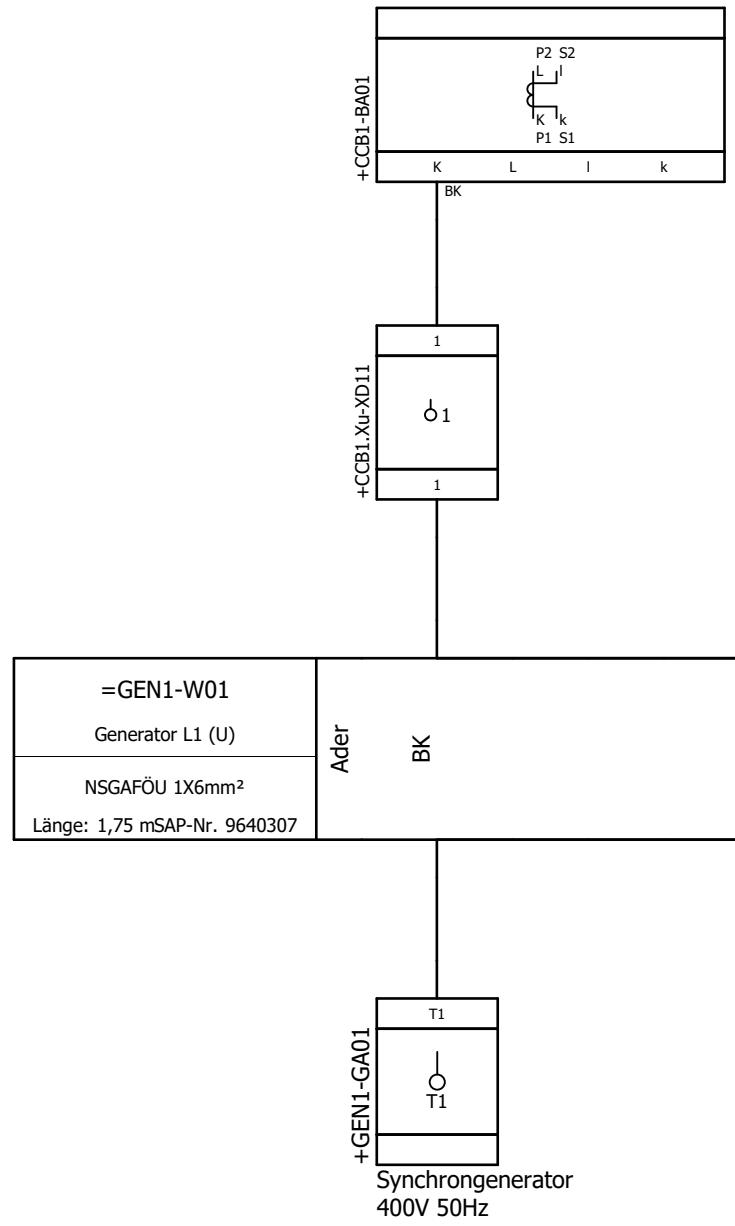 P2 S2
L l
K k
P1 S1
+CCB1-BA01
K L l k
BK
1
+CCB1.Xu-XD11
1
1
=GEN1-W01
Generator L1 (U)
NSGAFÖU 1X6mm²
Länge: 1,75 mSAP-Nr. 9640307
Ader
BK
T1
+GEN1-GA01
T1
Synchrongenerator
400V 50Hz